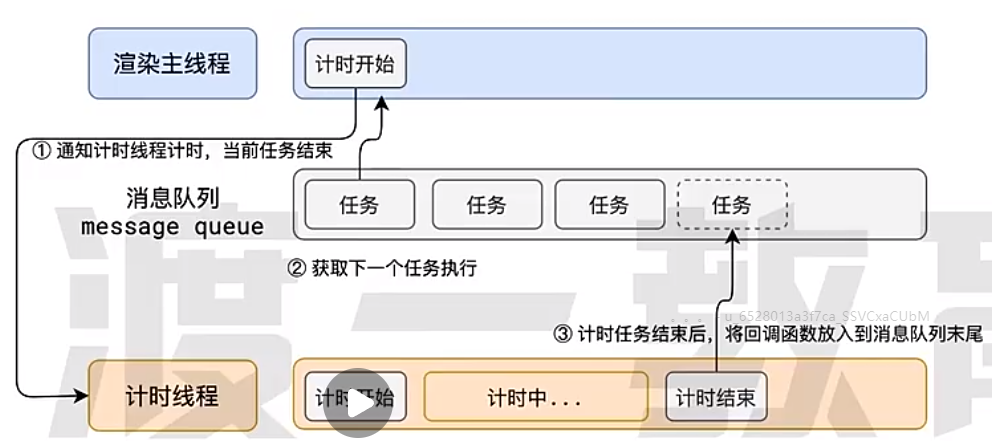 渲染主线程
计时开始
① 通知计时线程计时，当前任务结束
消息队列
message queue
任务
任务
任务
任务
② 获取下一个任务执行
u_6528013a3f7ca_SSVCxaCUbM
③ 计时任务结束后，将回调函数放入到消息队列末尾
计时线程
计时开始
计时中...
计时结束
渡一教育